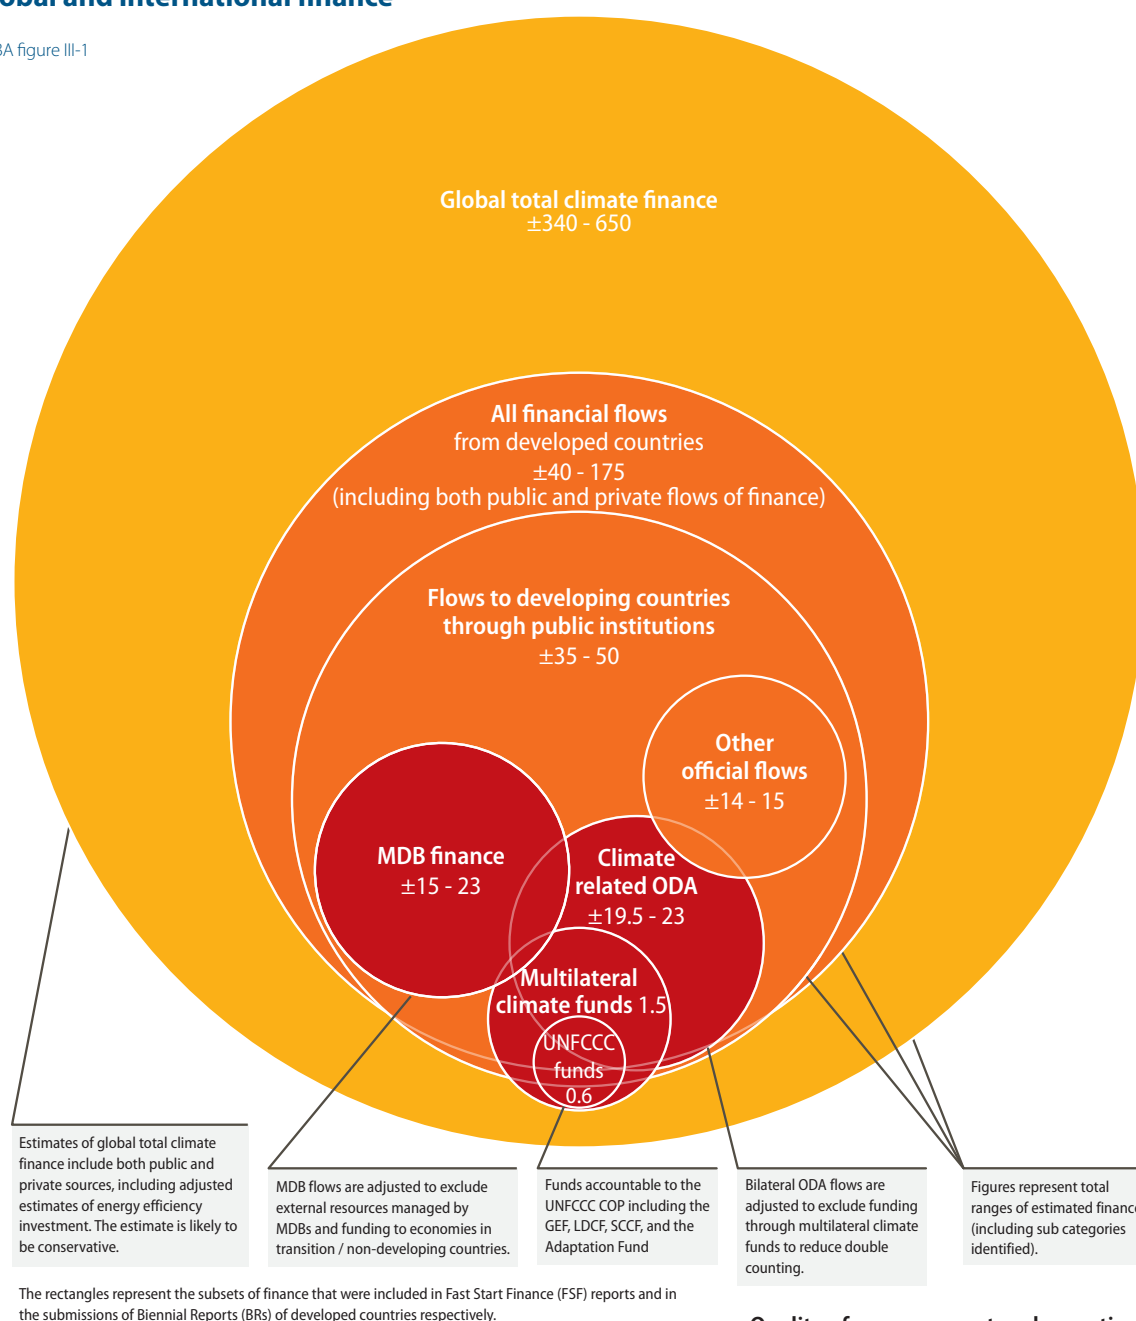 obal and international finance
BA figure III-1
Global total climate finance
±340 - 650
All financial flows
from developed countries
±40 - 175
(including both public and private flows of finance)
Flows to developing countries
through public institutions
±35 - 50
Other
official flows
±14 - 15
MDB finance
±15 - 23
Climate
related ODA
±19.5 - 23
Multilateral
climate funds 1.5
UNFCCC
funds
0.6
Estimates of global total climate
finance include both public and
private sources, including adjusted
estimates of energy efficiency
investment. The estimate is likely to
be conservative.
MDB flows are adjusted to exclude
external resources managed by
MDBs and funding to economies in
transition / non-developing countries.
Funds accountable to the
UNFCCC COP including the
GEF, LDCF, SCCF, and the
Adaptation Fund
Bilateral ODA flows are
adjusted to exclude funding
through multilateral climate
funds to reduce double
counting.
Figures represent total
ranges of estimated finance
(including sub categories
identified).
The rectangles represent the subsets of finance that were included in Fast Start Finance (FSF) reports and in
the submissions of Biennial Reports (BRs) of developed countries respectively.